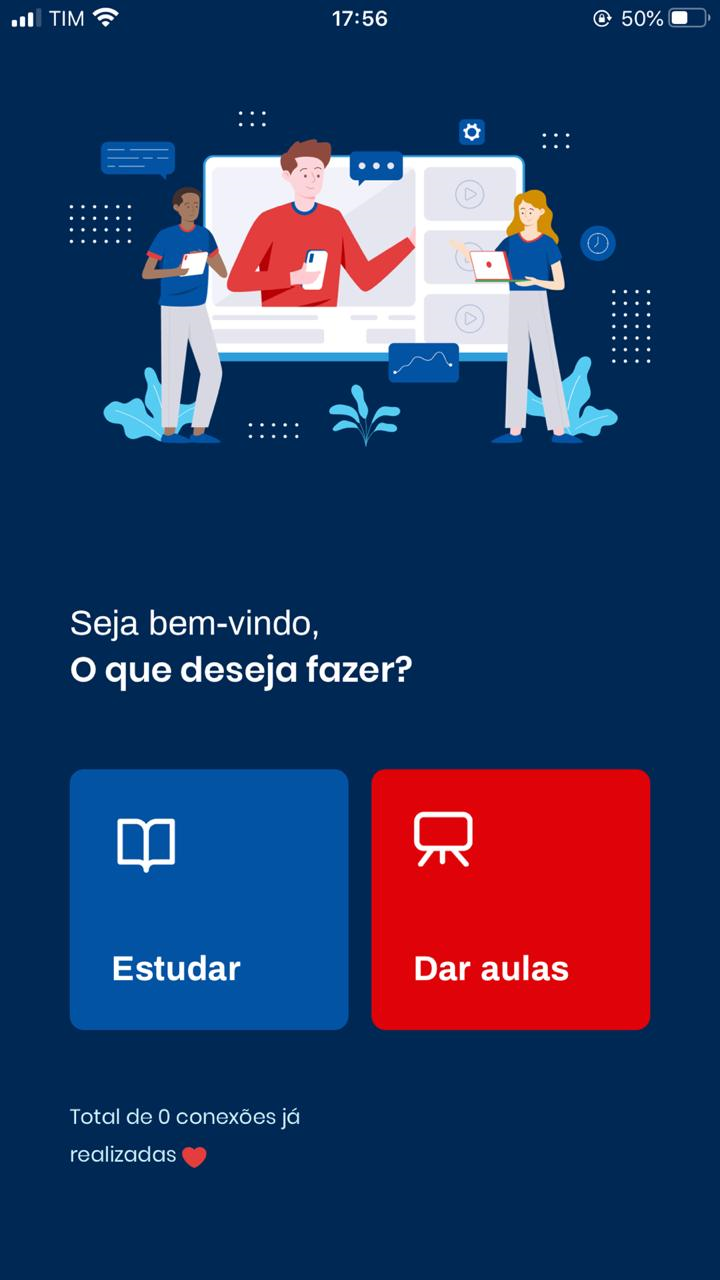 TIM 17:56 50%
Seja bem-vindo,
O que deseja fazer?
Estudar
Dar aulas
Total de 0 conexões já
realizadas ❤